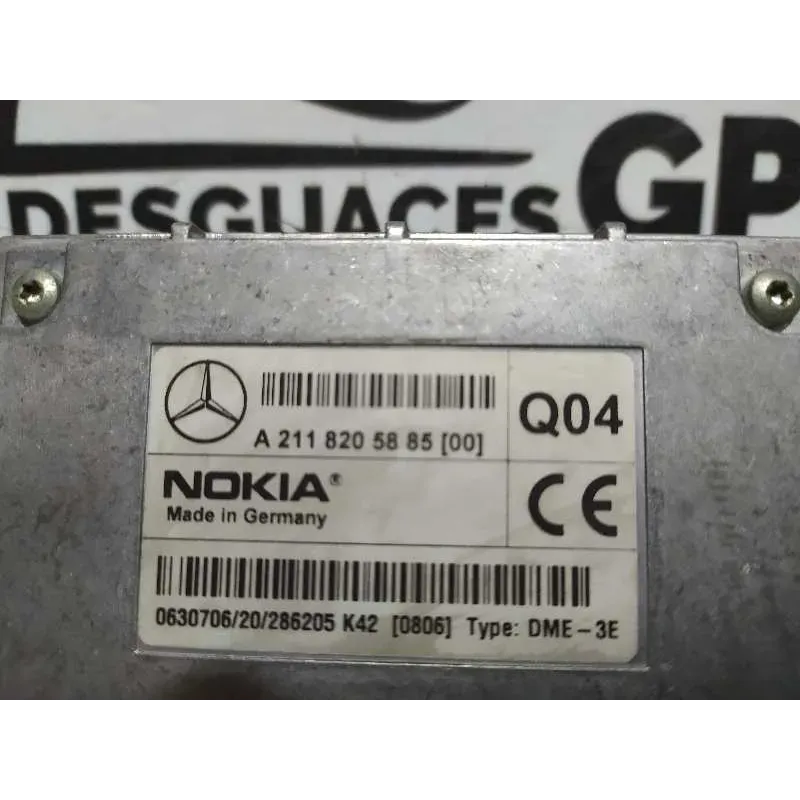 DESGUACES GP
A 211 820 58 85 [00]
Q04
NOKIA®
Made in Germany
CE
0630706/20/286205 K42 [0806] Type: DME-3E